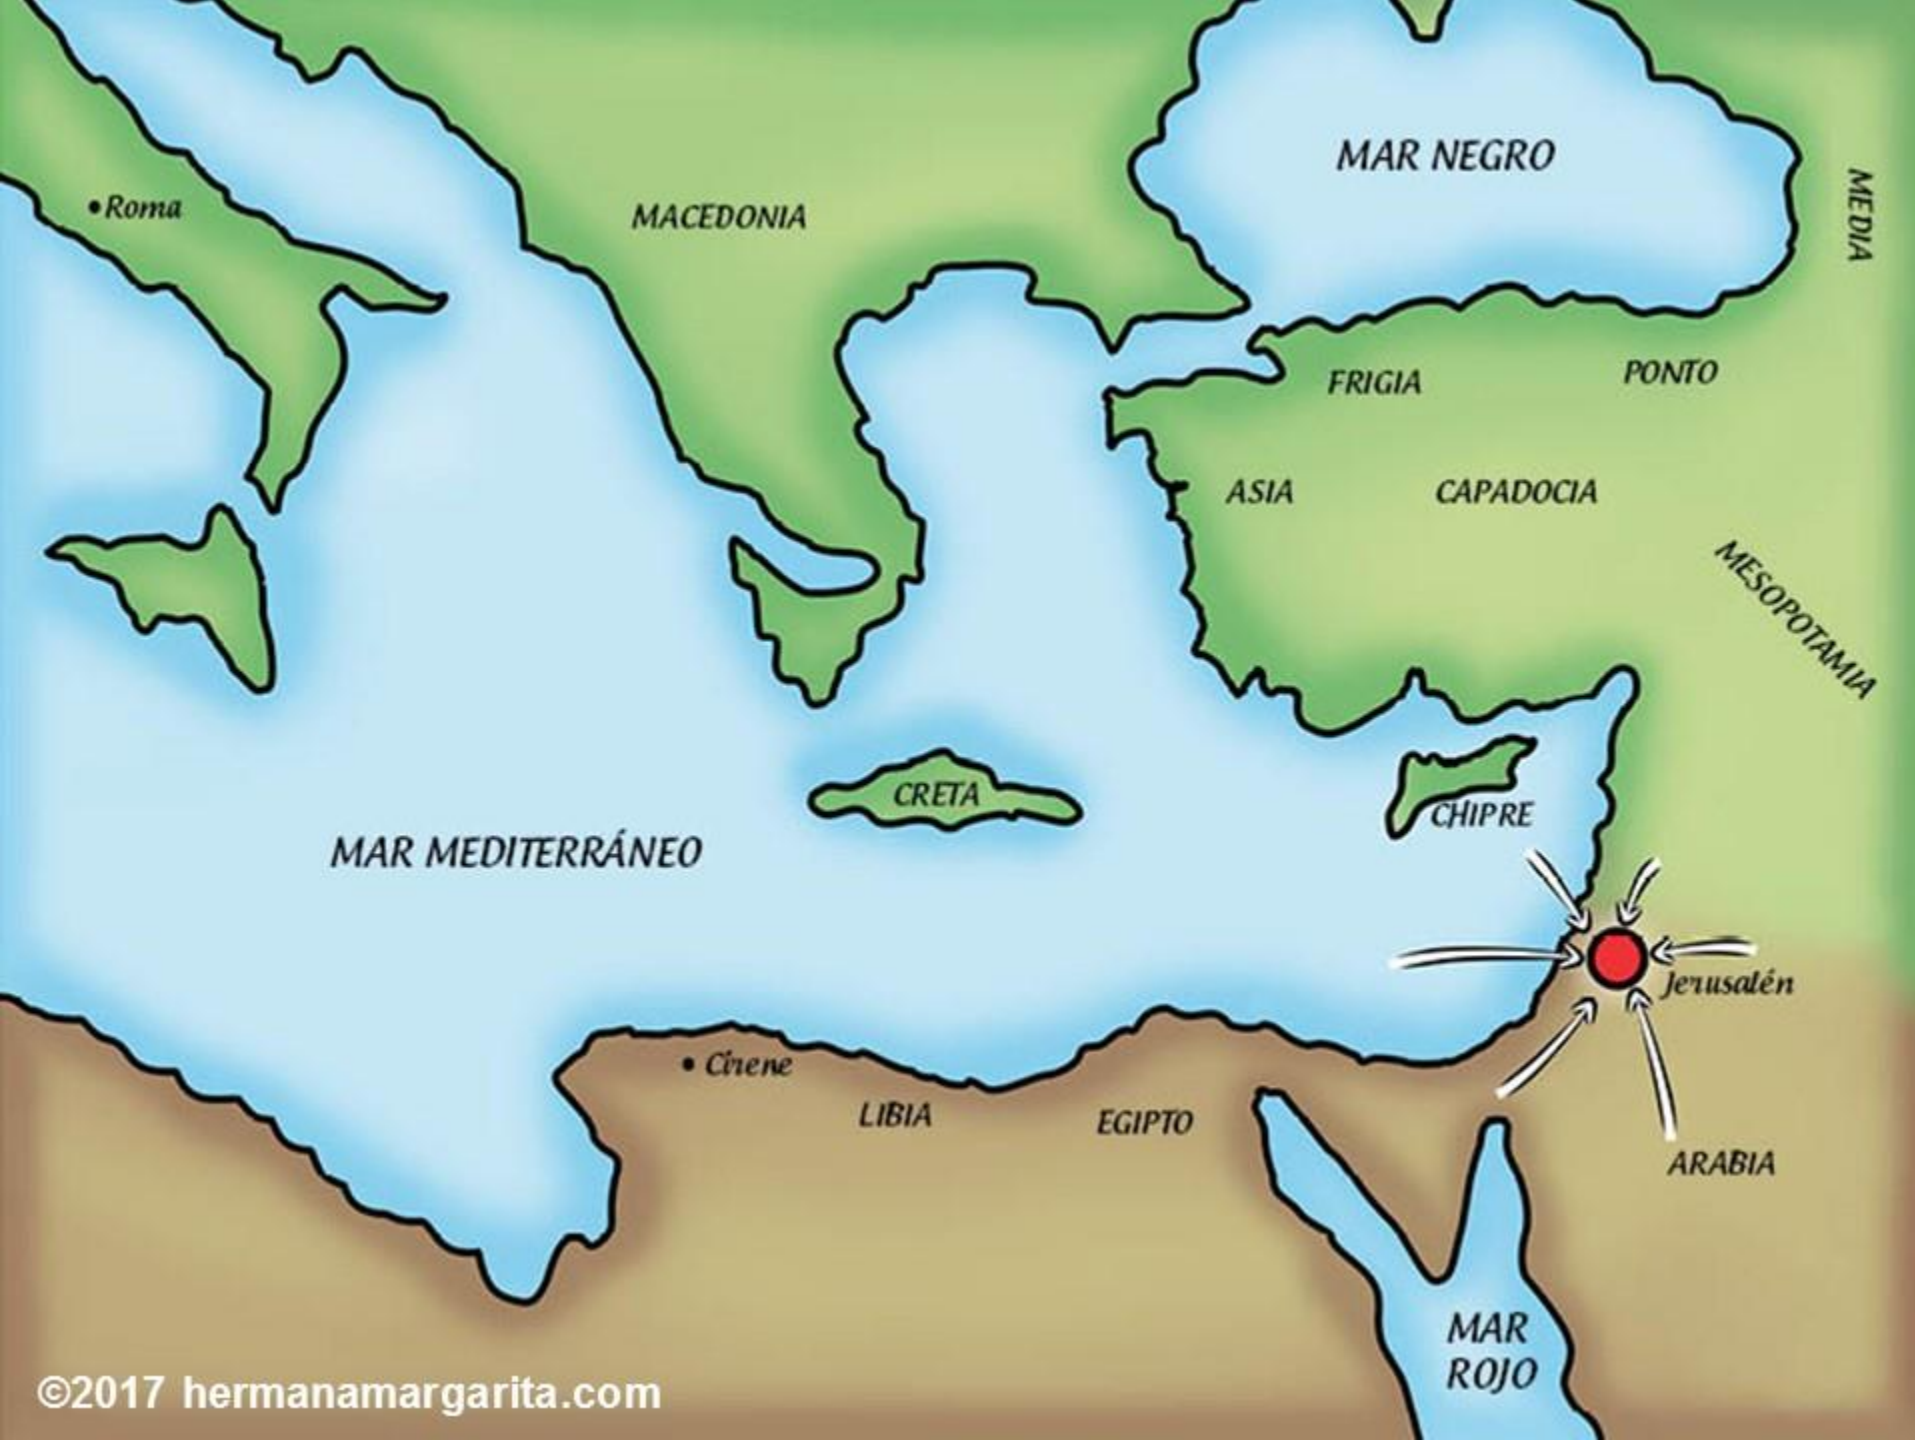 MAR NEGRO
MEDIA
Roma
MACEDONIA
FRIGIA
PONTO
ASIA
CAPADOCIA
MESOPOTAMIA
CRETA
CHIPRE
MAR MEDITERRÁNEO
Jerusalén
Cirene
LIBIA
EGIPTO
ARABIA
MAR
ROJO
©2017 hermanamargarita.com